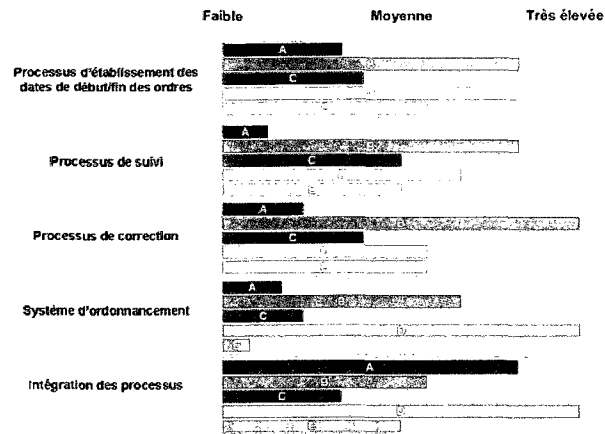 Faible Moyenne Très élevée
A
Processus d'établissement des
dates de début/fin des ordres
C
A
B
Processus de suivi
C
A
B
Processus de correction
C
A
Système d'ordonnancement
B
C
D
A
Intégration des processus
B
C